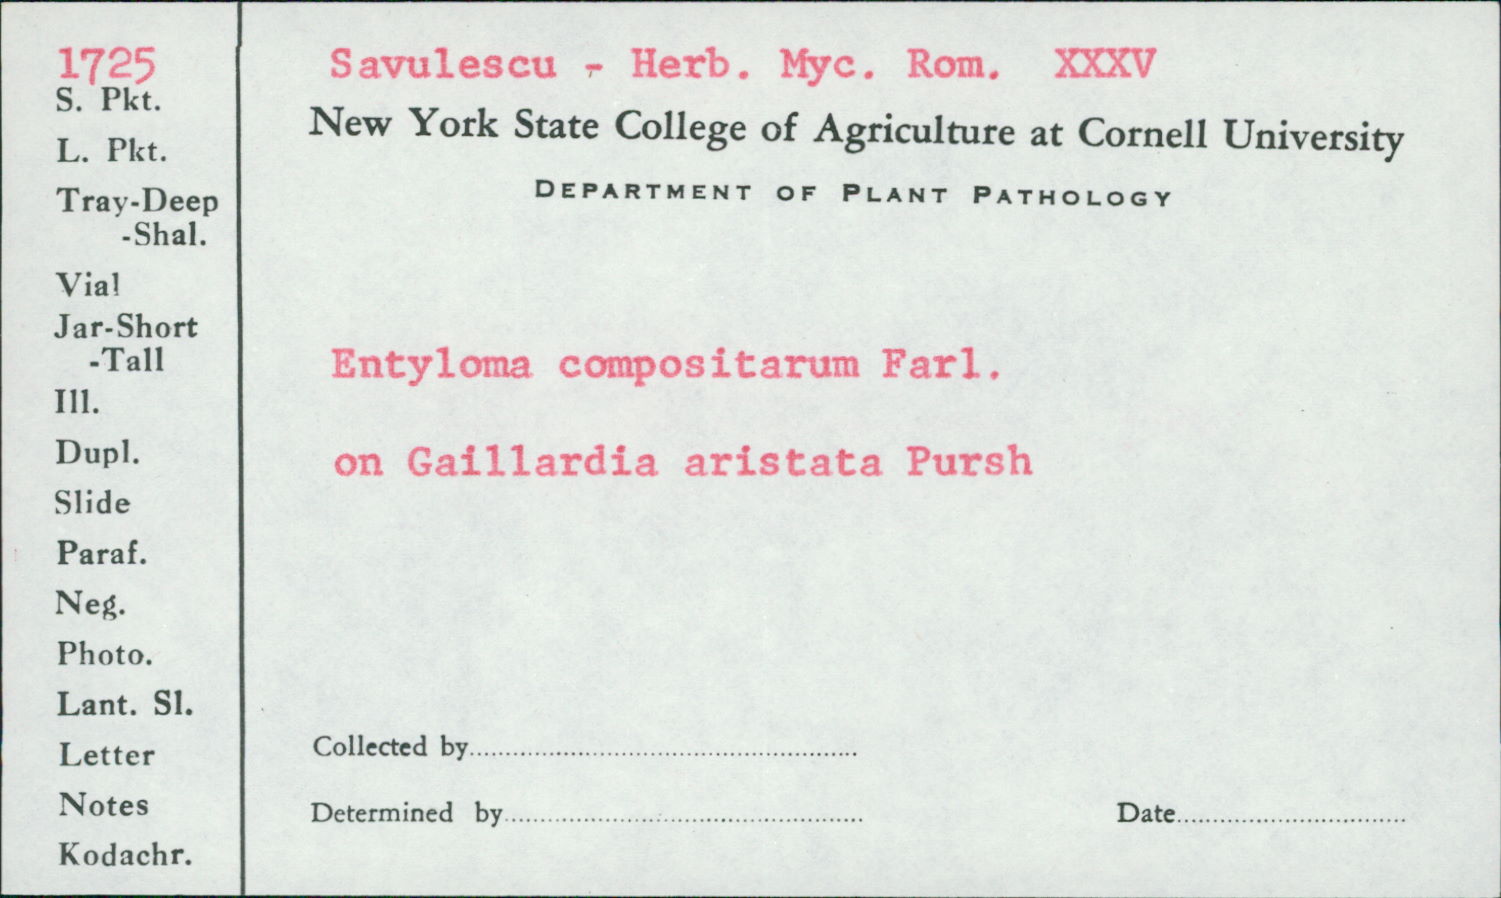 1725
S. Pkt.
L. Pkt.
Tray-Deep
-Shal.
Vial
Jar-Short
-Tall
Ill.
Dupl.
Slide
Paraf.
Neg.
Photo.
Lant. Sl.
Letter
Notes
Kodachr.
Savulescu - Herb. Myc. Rom. XXXV
New York State College of Agriculture at Cornell University
DEPARTMENT OF PLANT PATHOLOGY
Entyloma compositarum Farl.
on Gaillardia aristata Pursh
Collected by
Determined by
Date